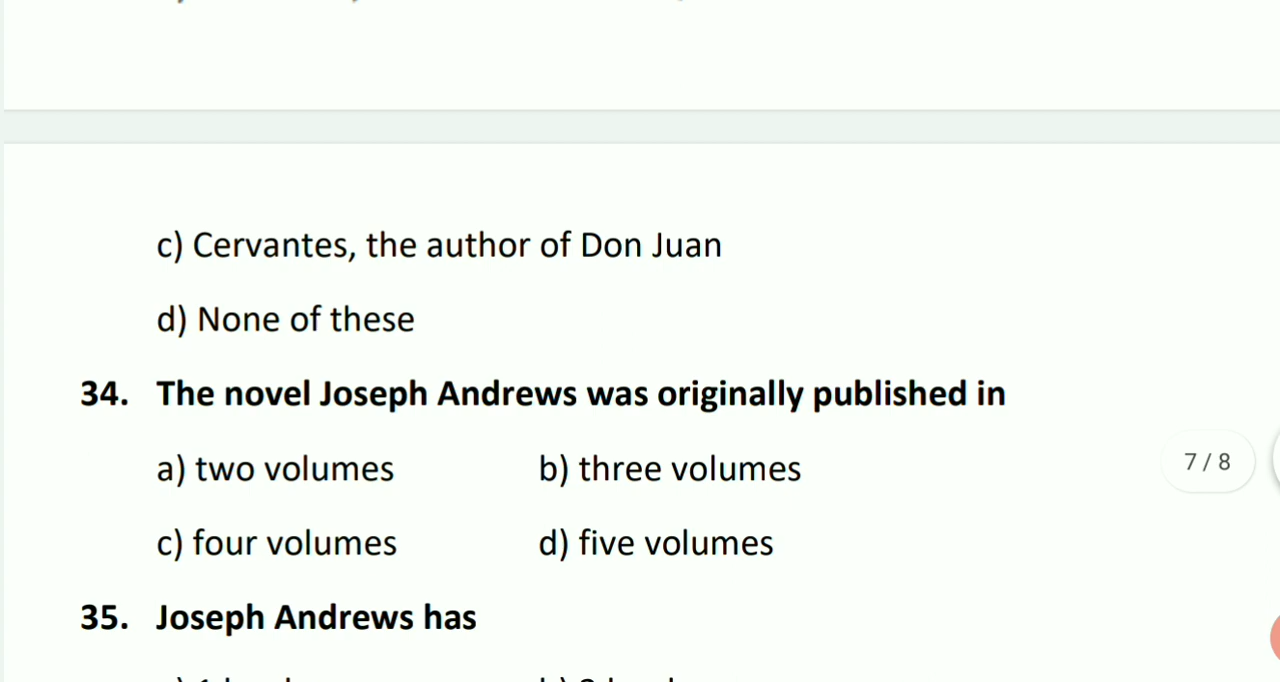 c) Cervantes, the author of Don Juan
d) None of these
34. The novel Joseph Andrews was originally published in
a) two volumes b) three volumes
7 / 8
c) four volumes d) five volumes
35. Joseph Andrews has